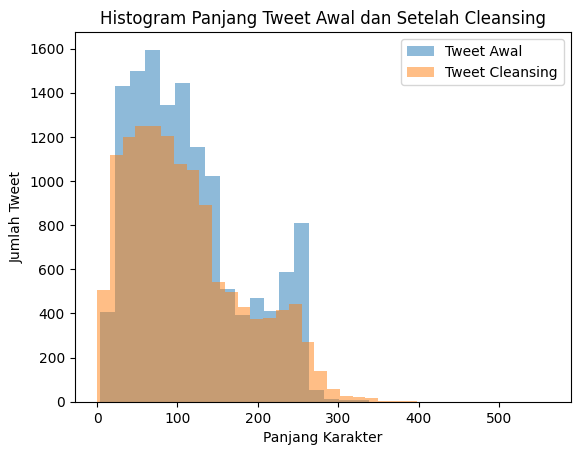 Histogram Panjang Tweet Awal dan Setelah Cleansing
Tweet Awal
Tweet Cleansing
Jumlah Tweet
1600
1400
1200
1000
800
600
400
200
0
0 100 200 300 400 500
Panjang Karakter